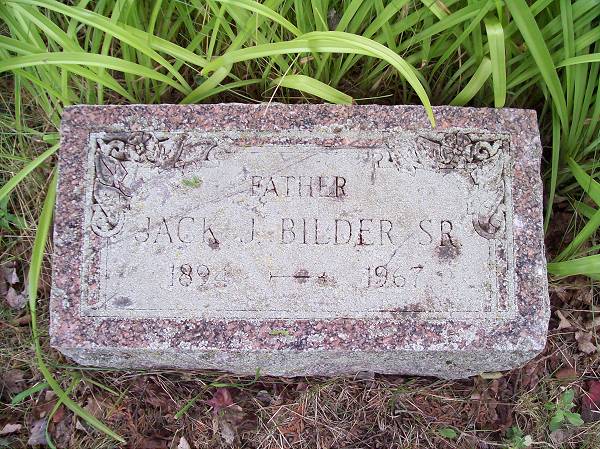 FATHER
JACK J. BILDER SR.
1894 1967